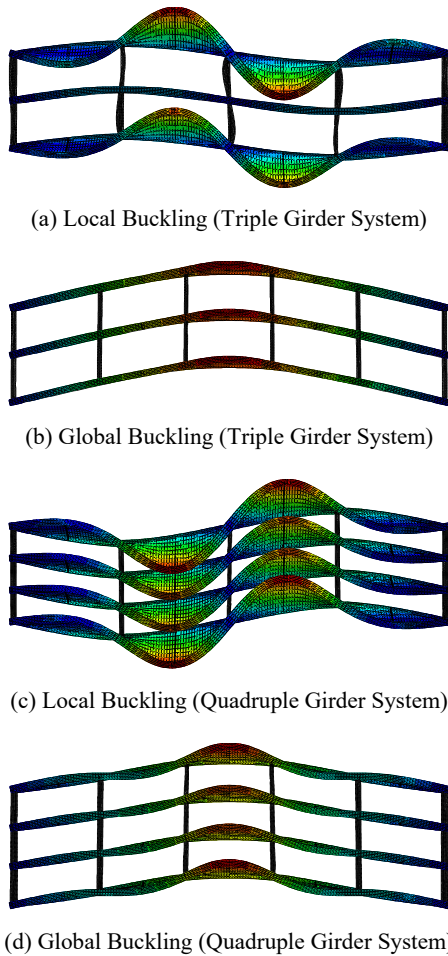 (a) Local Buckling (Triple Girder System)
(b) Global Buckling (Triple Girder System)
(c) Local Buckling (Quadruple Girder System)
(d) Global Buckling (Quadruple Girder System)